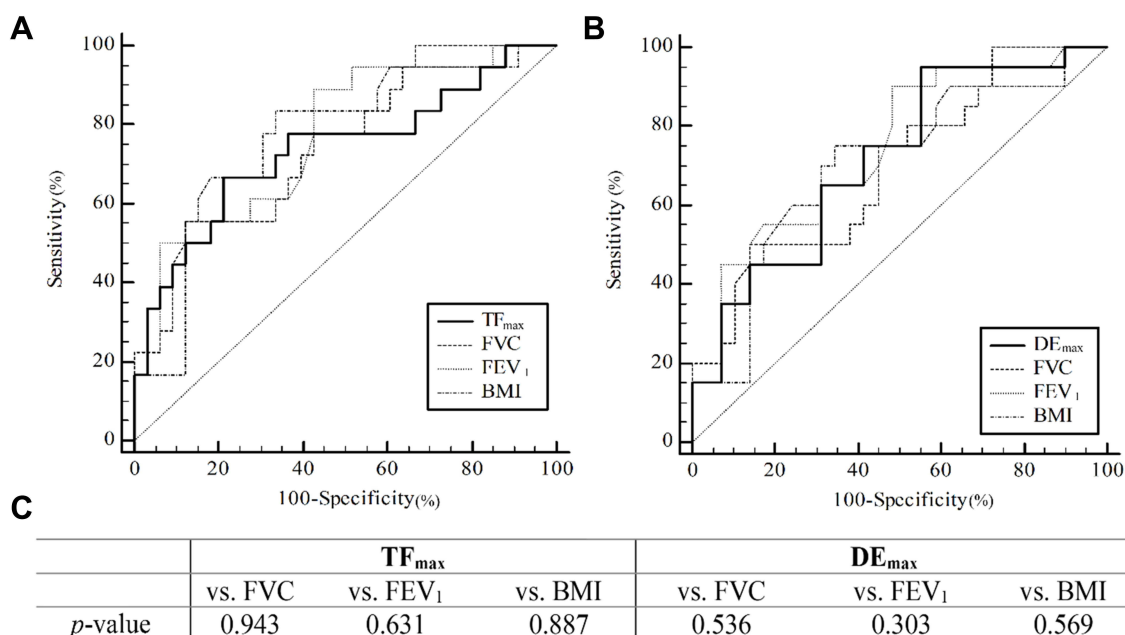 A
B
100
80
60
40
20
0
Sensitivity (%)
0 20 40 60 80 100
100-Specificity(%)
TFmax
FVC
FEV1
BMI
100
80
60
40
20
0
Sensitivity (%)
0 20 40 60 80 100
100-Specificity(%)
DEmax
FVC
FEV1
BMI
C
TFmax DEmax
vs. FVC vs. FEV1 vs. BMI vs. FVC vs. FEV1 vs. BMI
p-value 0.943 0.631 0.887 0.536 0.303 0.569